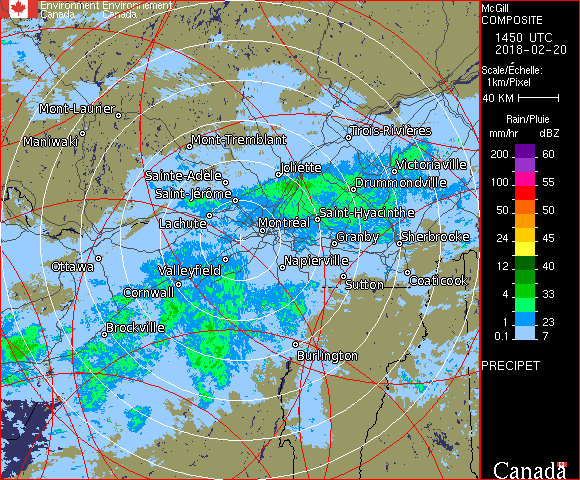 Environment Environnement
Canada Canada
Mont-Laurier
Maniwaki
Mont-Tremblant
Trois-Rivières
Victoriaville
Joliette
Sainte-Adèle
Drummondville
Saint-Jérôme
Saint-Hyacinthe
Lachute
Montréal
Granby
Sherbrooke
Ottawa
Valleyfield
Napierville
Cornwall
Sutton
Coaticook
Brockville
Burlington
McGill
COMPOSITE
1450 UTC
2018-02-20
Scale/Échelle:
1km/Pixel
40 KM
Rain/Pluie
mm/hr dBZ
200 60
100 55
50 50
24 45
12 40
4 33
1 23
0.1 7
PRECIPET
Canada